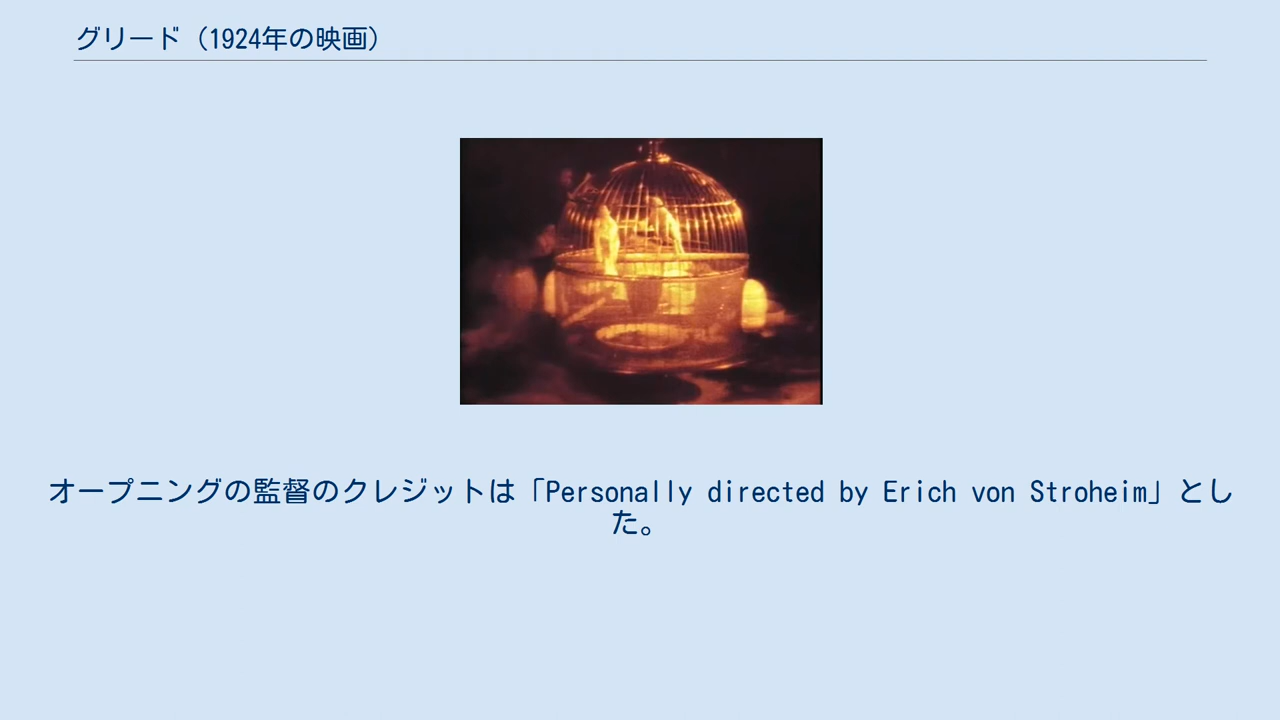 グリード（1924年の映画）
オープニングの監督のクレジットは「Personally directed by Erich von Stroheim」とし
た。